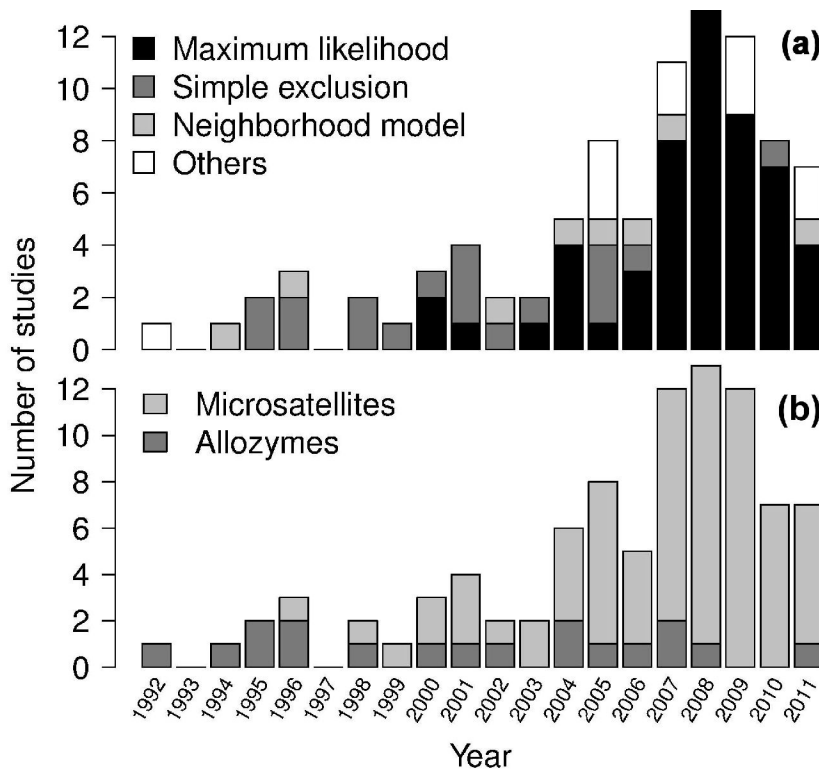 (a)
Maximum likelihood
Simple exclusion
Neighborhood model
Others
12
10
8
6
4
2
0
Number of studies
(b)
Microsatellites
Allozymes
12
10
8
6
4
2
0
1992 1993 1994 1995 1996 1997 1998 1999 2000 2001 2002 2003 2004 2005 2006 2007 2008 2009 2010 2011
Year